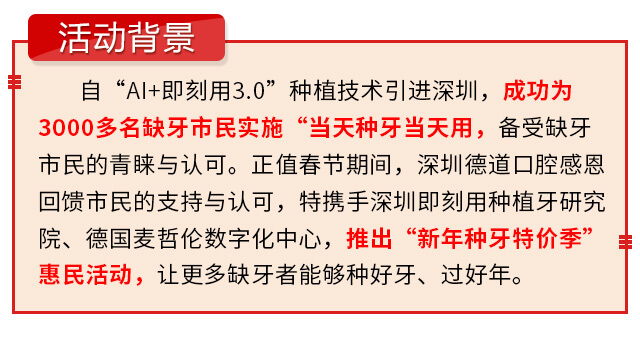 活动背景
自“AI+即刻用3.0”种植技术引进深圳，成功为
3000多名缺牙市民实施“当天种牙当天用，备受缺牙
市民的青睐与认可。正值春节期间，深圳德道口腔感恩
回馈市民的支持与认可，特携手深圳即刻用种植牙研究
院、德国麦哲伦数字化中心，推出“新年种牙特价季”
惠民活动，让更多缺牙者能够种好牙、过好年。